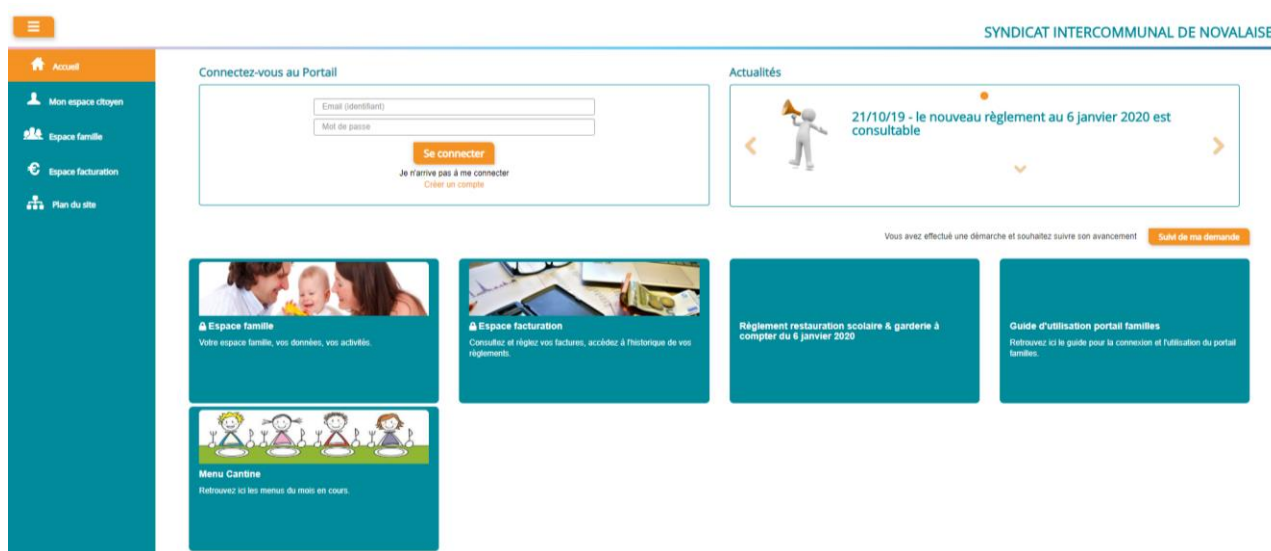 SYNDICAT INTERCOMMUNAL DE NOVALAISE
Accueil
Mon espace citoyen
Espace famille
Espace facturation
Plan du site
Connectez-vous au Portail
Email (identifiant)
Mot de passe
Se connecter
Je n'arrive pas à me connecter
Créer un compte
Actualités
21/10/19 - le nouveau règlement au 6 janvier 2020 est
consultable
Vous avez effectué une démarche et souhaitez suivre son avancement
Suivi de ma demande
Espace famille
Votre espace famille, vos données, vos activités.
Espace facturation
Consultez et réglez vos factures, accédez à l'historique de vos
règlements.
Règlement restauration scolaire & garderie à
compter du 6 janvier 2020
Guide d'utilisation portail familles
Retrouvez ici le guide pour la connexion et l'utilisation du portail
familles.
Menu Cantine
Retrouvez ici les menus du mois en cours.